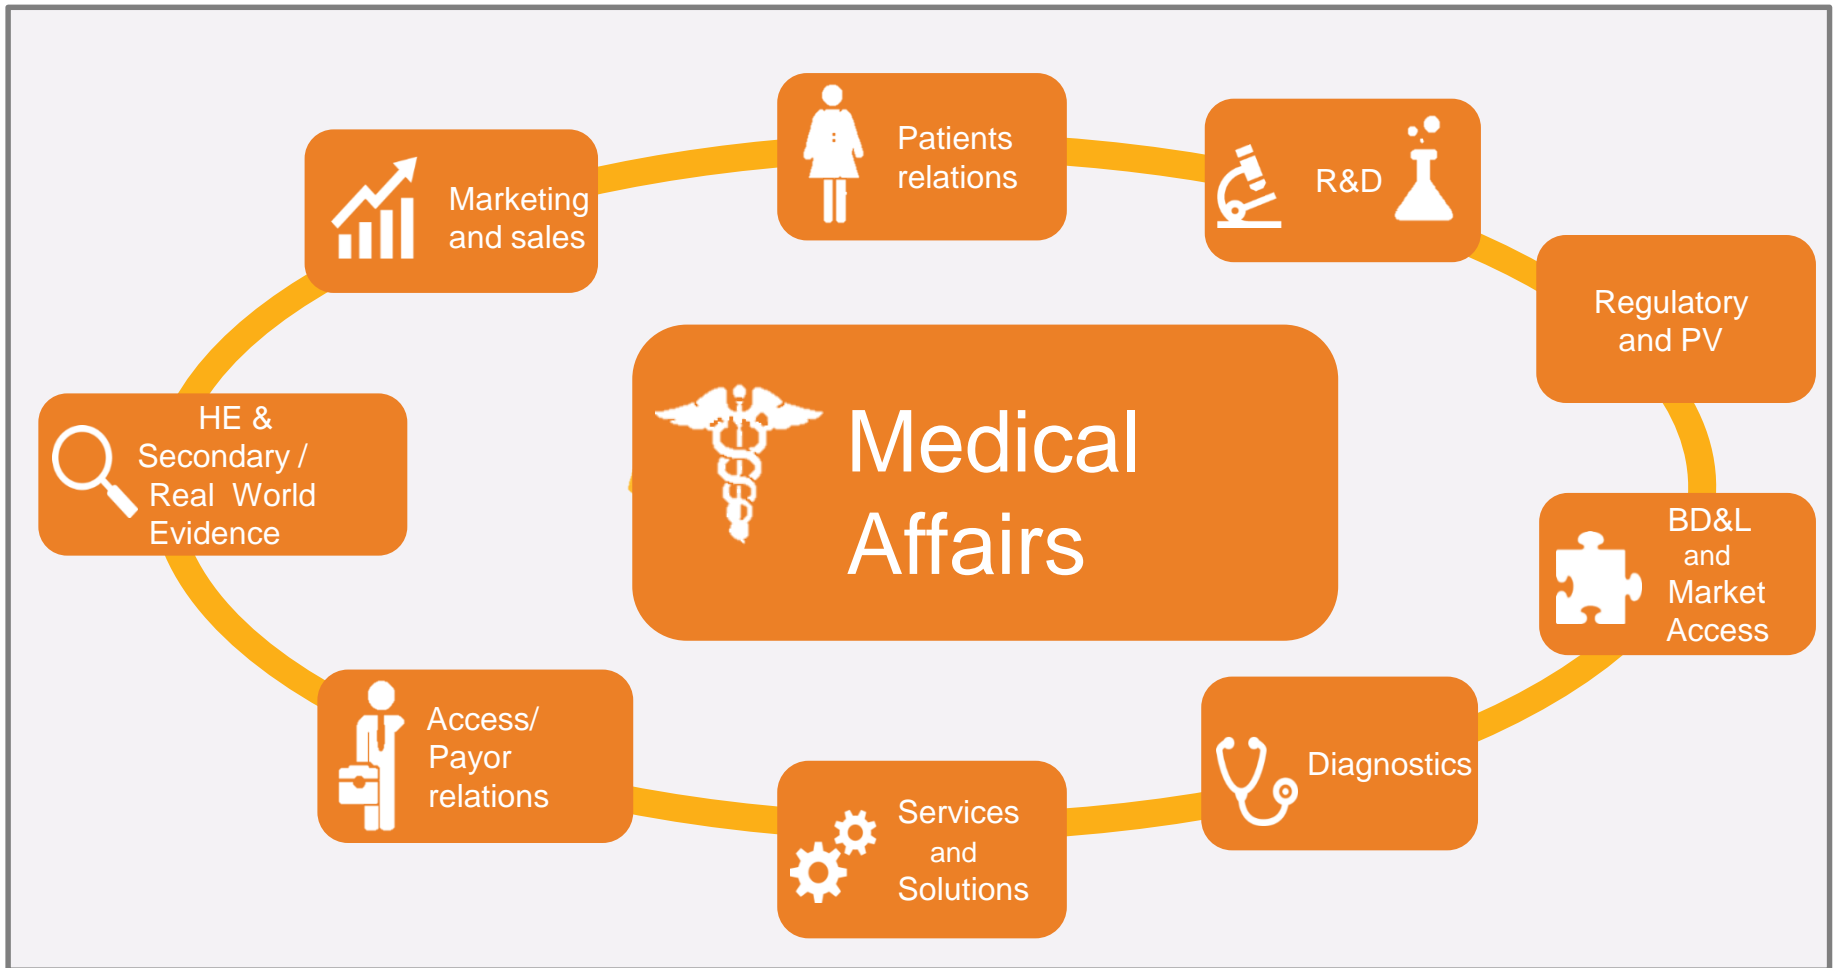 Patients
relations
R&D
Marketing
and sales
Regulatory
and PV
HE &
Secondary /
Real World
Evidence
Medical
Affairs
BD&L
and
Market
Access
Access/
Payor
relations
Diagnostics
Services
and
Solutions